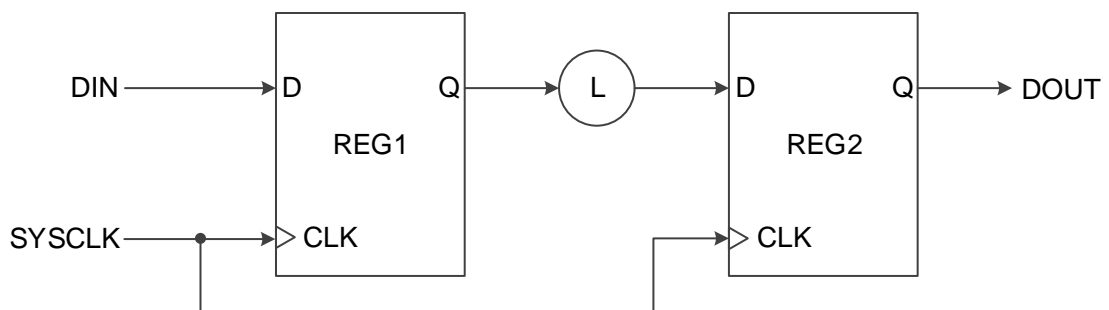 DIN
D
Q
L
D
Q
DOUT
REG1
REG2
SYSCLK
CLK
CLK